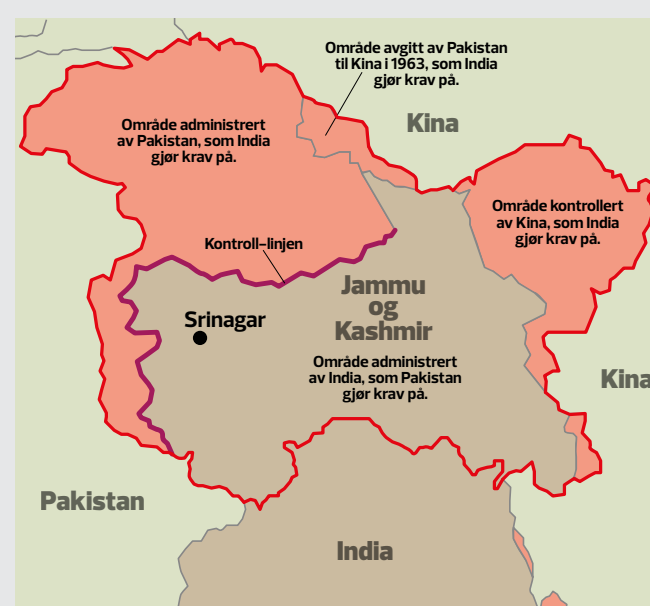 Område avgitt av Pakistan
til Kina i 1963, som India
gjør krav på.
Kina
Område administrert
av Pakistan, som India
gjør krav på.
Område kontrollert
av Kina, som India
gjør krav på.
Kontroll-linjen
Jammu
og
Kashmir
Srinagar
Område administrert
av India, som Pakistan
gjør krav på.
Kina
Pakistan
India